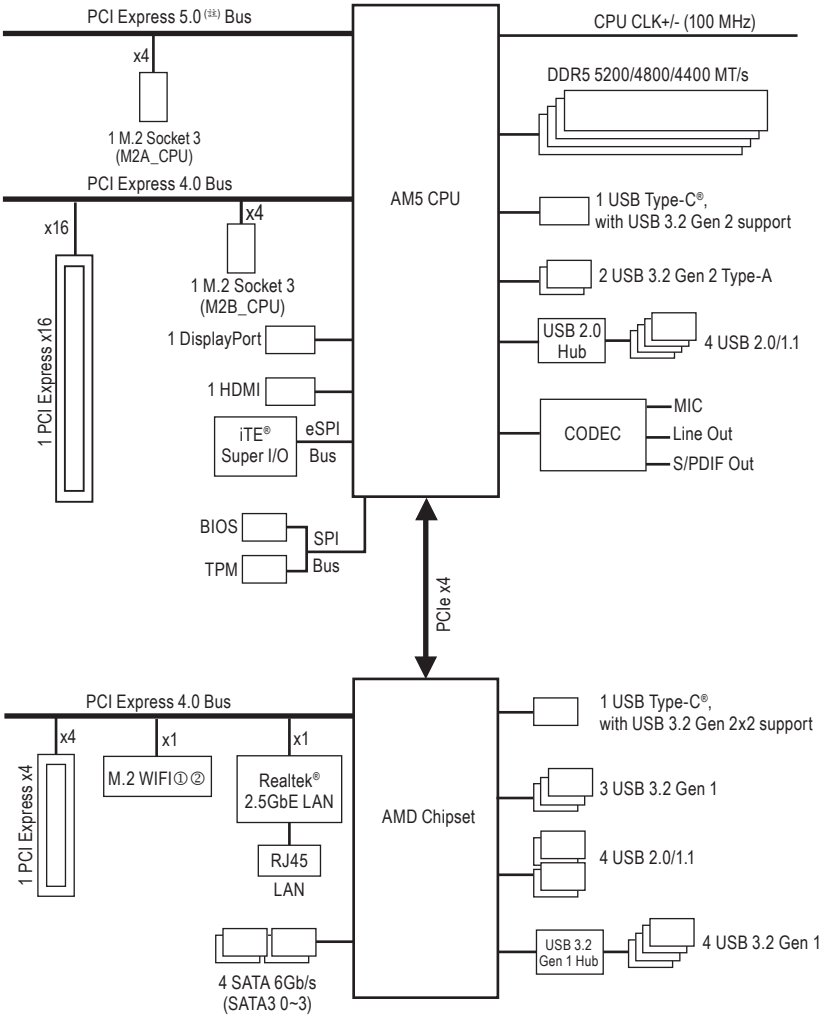 PCI Express 5.0 (註) Bus
CPU CLK+/- (100 MHz)
x4
DDR5 5200/4800/4400 MT/s
1 M.2 Socket 3
(M2A_CPU)
PCI Express 4.0 Bus
AM5 CPU
x16
x4
1 USB Type-C®,
with USB 3.2 Gen 2 support
1 M.2 Socket 3
(M2B_CPU)
2 USB 3.2 Gen 2 Type-A
1 PCI Express x16
1 DisplayPort
USB 2.0
Hub
4 USB 2.0/1.1
1 HDMI
iTE®
Super I/O
eSPI
Bus
CODEC
MIC
Line Out
S/PDIF Out
BIOS
TPM
SPI
Bus
PCIe x4
PCI Express 4.0 Bus
1 USB Type-C®,
with USB 3.2 Gen 2x2 support
x4
x1
x1
1 PCI Express x4
M.2 WIFI①②
Realtek®
2.5GbE LAN
3 USB 3.2 Gen 1
AMD Chipset
RJ45
LAN
4 USB 2.0/1.1
USB 3.2
Gen 1 Hub
4 USB 3.2 Gen 1
4 SATA 6Gb/s
(SATA3 0~3)